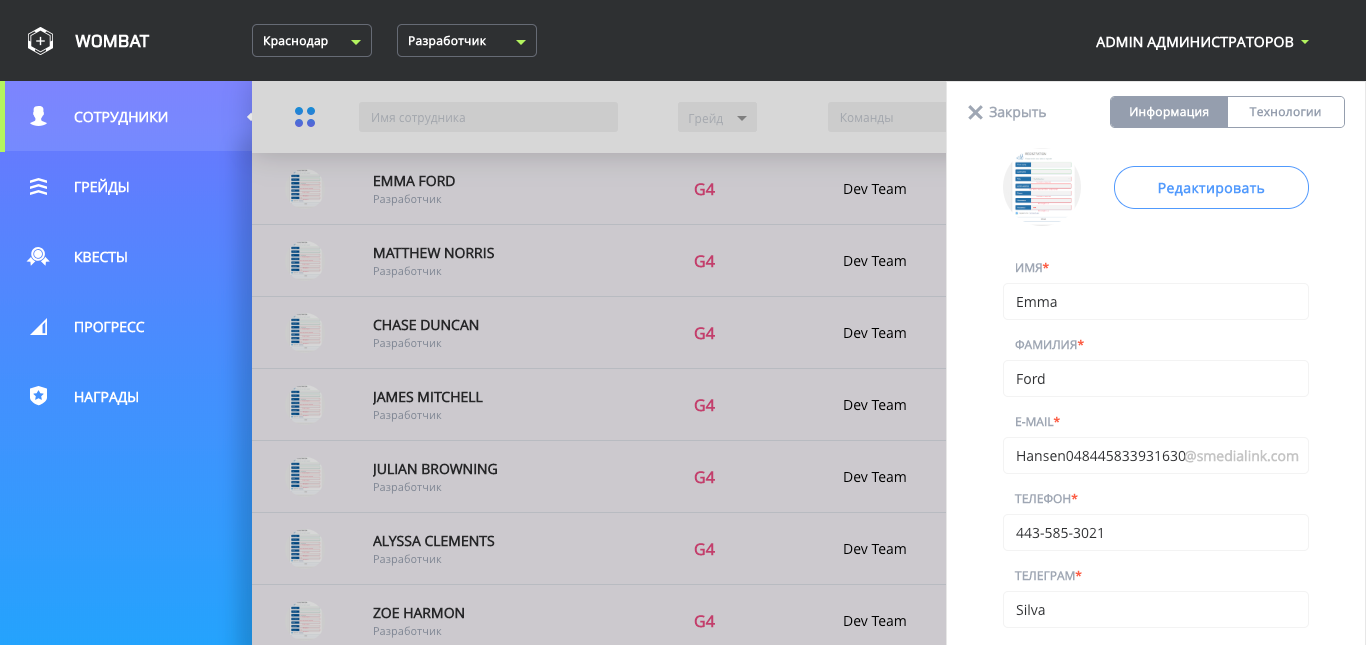 WOMBAT
Краснодар
Разработчик
ADMIN АДМИНИСТРАТОРОВ
СОТРУДНИКИ
ГРЕЙДЫ
КВЕСТЫ
ПРОГРЕСС
НАГРАДЫ
Имя сотрудника
Грейд
Команды
EMMA FORD
Разработчик
G4
Dev Team
MATTHEW NORRIS
Разработчик
G4
Dev Team
CHASE DUNCAN
Разработчик
G4
Dev Team
JAMES MITCHELL
Разработчик
G4
Dev Team
JULIAN BROWNING
Разработчик
G4
Dev Team
ALYSSA CLEMENTS
Разработчик
G4
Dev Team
ZOE HARMON
Разработчик
G4
Dev Team
Закрыть
Информация
Технологии
Редактировать
ИМЯ*
Emma
ФАМИЛИЯ*
Ford
E-MAIL*
Hansen048445833931630@smedialink.com
ТЕЛЕФОН*
443-585-3021
ТЕЛЕГРАМ*
Silva